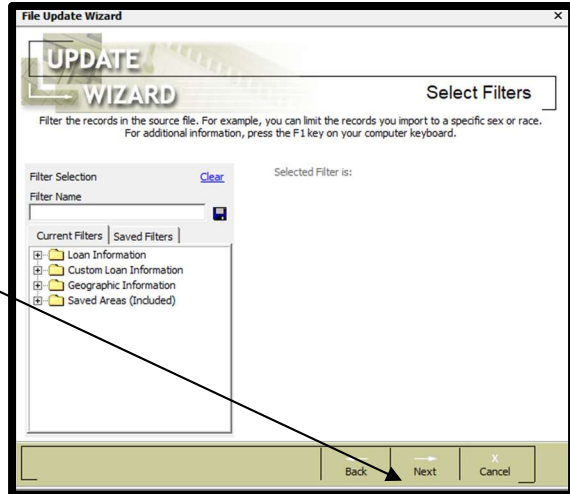 File Update Wizard
x
UPDATE
WIZARD
Select Filters
Filter the records in the source file. For example, you can limit the records you import to a specific sex or race.
For additional information, press the F1 key on your computer keyboard.
Filter Selection
Clear
Selected Filter is:
Filter Name
Current Filters
Saved Filters
Loan Information
Custom Loan Information
Geographic Information
Saved Areas (Included)
Back
Next
X
Cancel